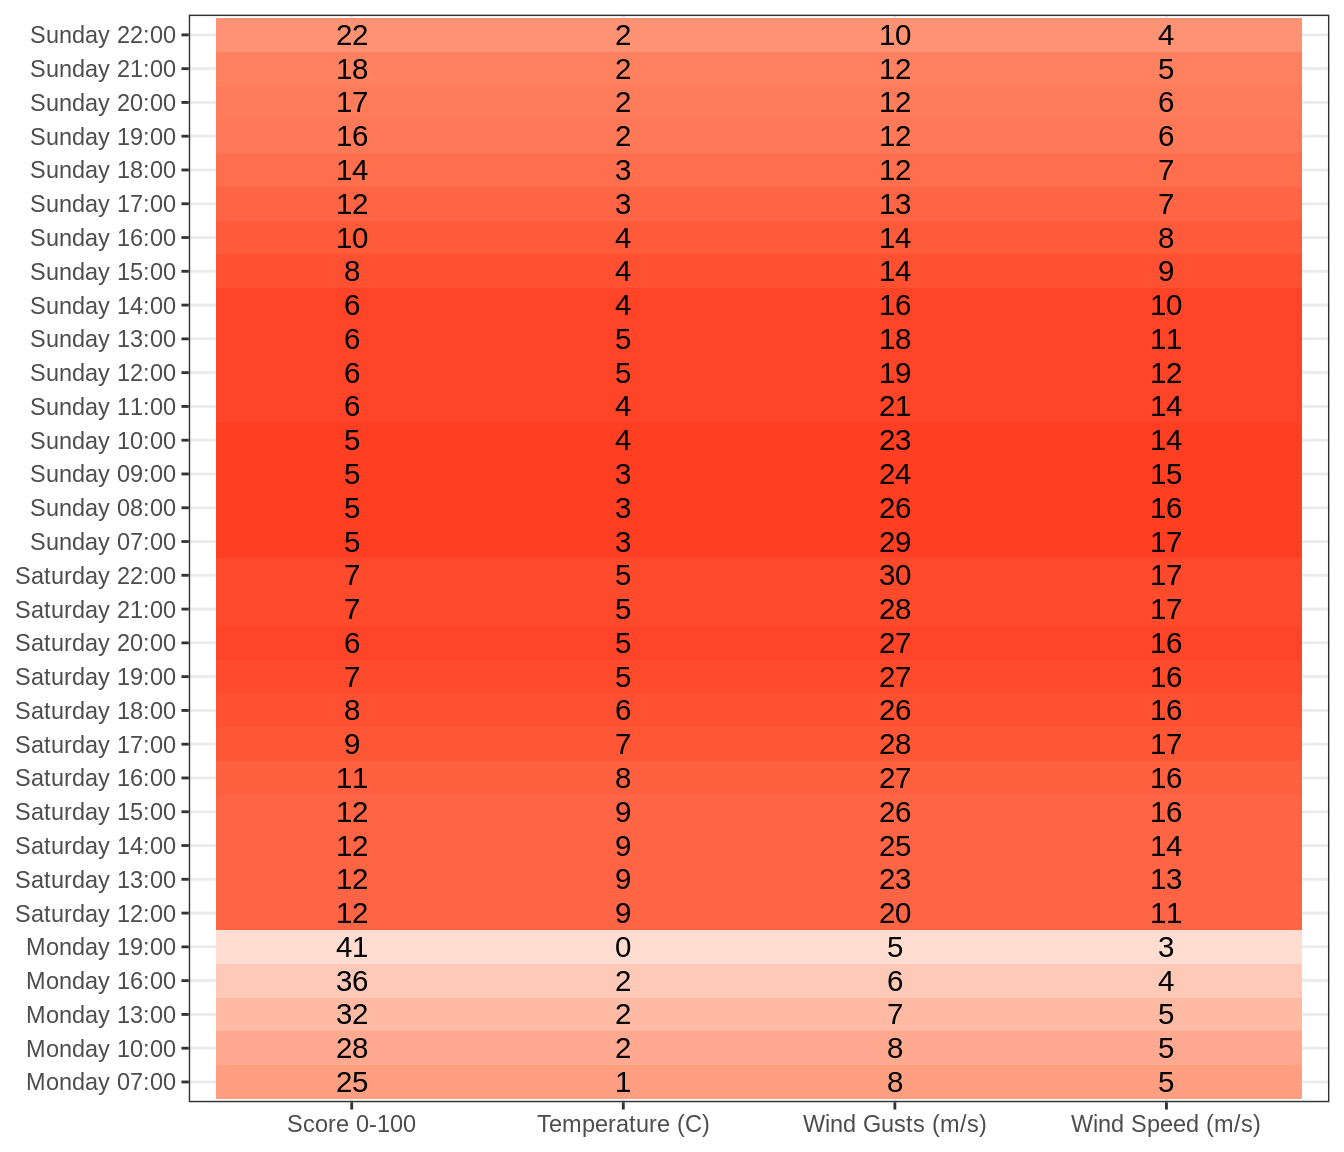 Sunday 22:00 22 2 10 4
Sunday 21:00 18 2 12 5
Sunday 20:00 17 2 12 6
Sunday 19:00 16 2 12 6
Sunday 18:00 14 3 12 7
Sunday 17:00 12 3 13 7
Sunday 16:00 10 4 14 8
Sunday 15:00 8 4 14 9
Sunday 14:00 6 4 16 10
Sunday 13:00 6 5 18 11
Sunday 12:00 6 5 19 12
Sunday 11:00 6 4 21 14
Sunday 10:00 5 4 23 14
Sunday 09:00 5 3 24 15
Sunday 08:00 5 3 26 16
Sunday 07:00 5 3 29 17
Saturday 22:00 7 5 30 17
Saturday 21:00 7 5 28 17
Saturday 20:00 6 5 27 16
Saturday 19:00 7 5 27 16
Saturday 18:00 8 6 26 16
Saturday 17:00 9 7 28 17
Saturday 16:00 11 8 27 16
Saturday 15:00 12 9 26 16
Saturday 14:00 12 9 25 14
Saturday 13:00 12 9 23 13
Saturday 12:00 12 9 20 11
Monday 19:00 41 0 5 3
Monday 16:00 36 2 6 4
Monday 13:00 32 2 7 5
Monday 10:00 28 2 8 5
Monday 07:00 25 1 8 5
Score 0-100 Temperature (C) Wind Gusts (m/s) Wind Speed (m/s)